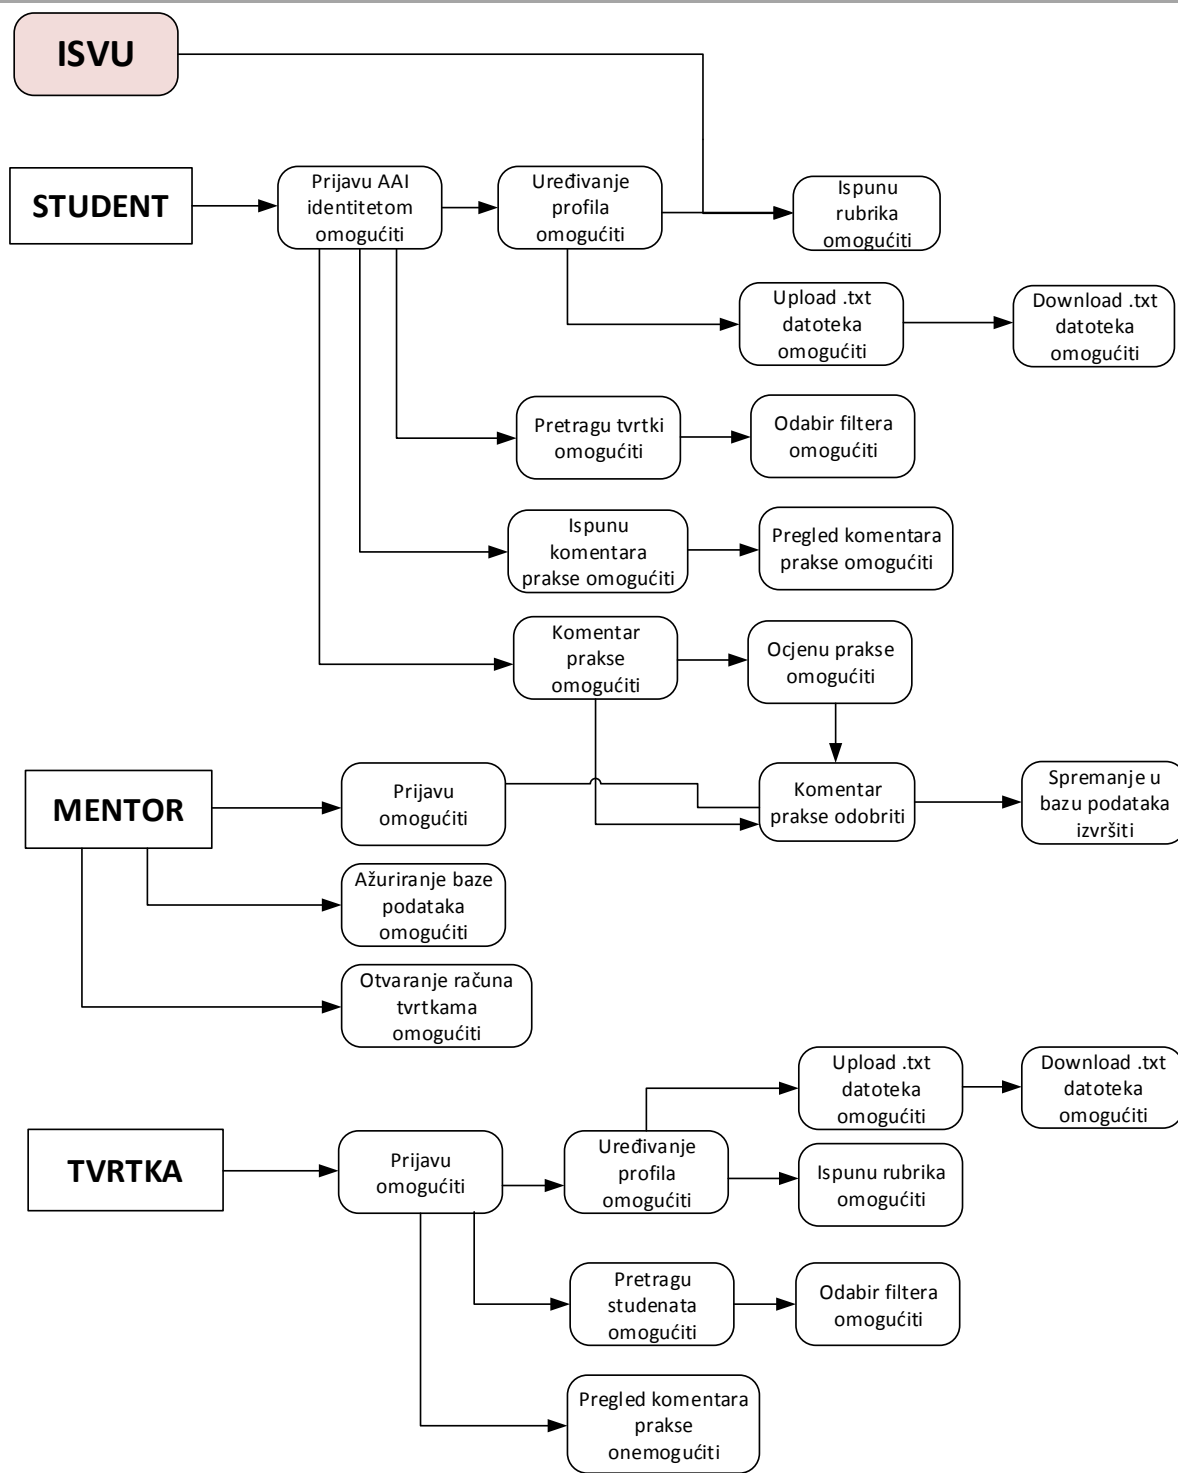 ISVU
STUDENT
Prijavu AAI
identitetom
omogućiti
Uređivanje
profila
omogućiti
Ispunu
rubrika
omogućiti
Upload .txt
datoteka
omogućiti
Download .txt
datoteka
omogućiti
Pretragu tvrtki
omogućiti
Odabir filtera
omogućiti
Ispunu
komentara
prakse omogućiti
Pregled komentara
prakse omogućiti
Komentar
prakse
omogućiti
Ocjenu prakse
omogućiti
MENTOR
Prijavu
omogućiti
Komentar
prakse odobriti
Spremanje u
bazu podataka
izvršiti
Ažuriranje baze
podataka
omogućiti
Otvaranje računa
tvrtkama
omogućiti
Upload .txt
datoteka
omogućiti
Download .txt
datoteka
omogućiti
TVRTKA
Prijavu
omogućiti
Uređivanje
profila
omogućiti
Ispunu rubrika
omogućiti
Pretragu
studenata
omogućiti
Odabir filtera
omogućiti
Pregled komentara
prakse
onemogućiti